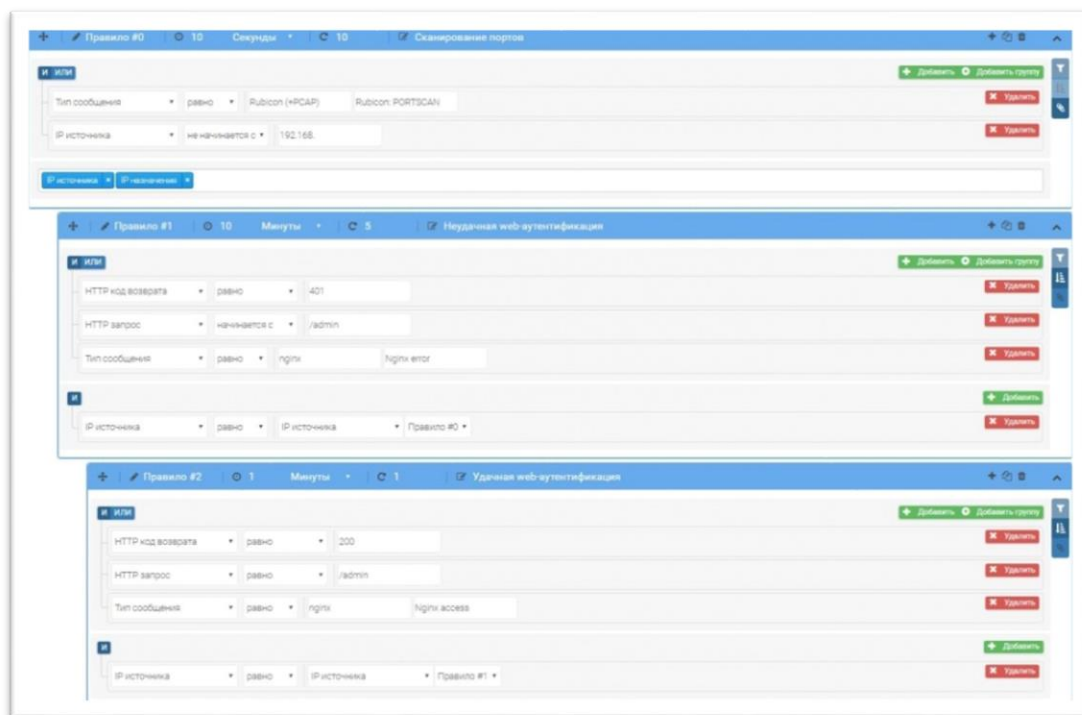 Правило #0 10 Секунды 10 Сканирование портов
И ИЛИ Добавить Добавить группу
Тип сообщения равно Rubicon (+PCAP) Rubicon: PORTSCAN Удалить
IP источника не начинается с 192.168. Удалить
IP источника IP назначения
Правило #1 10 Минуты 5 Неудачная web-аутентификация
И ИЛИ Добавить Добавить группу
HTTP код возврата равно 401 Удалить
HTTP запрос начинается с /admin Удалить
Тип сообщения равно nginx Nginx error Удалить
И Добавить
IP источника равно IP источника Правило #0 Удалить
Правило #2 1 Минуты 1 Удачная web-аутентификация
И ИЛИ Добавить Добавить группу
HTTP код возврата равно 200 Удалить
HTTP запрос равно /admin Удалить
Тип сообщения равно nginx Nginx access Удалить
И Добавить
IP источника равно IP источника Правило #1 Удалить